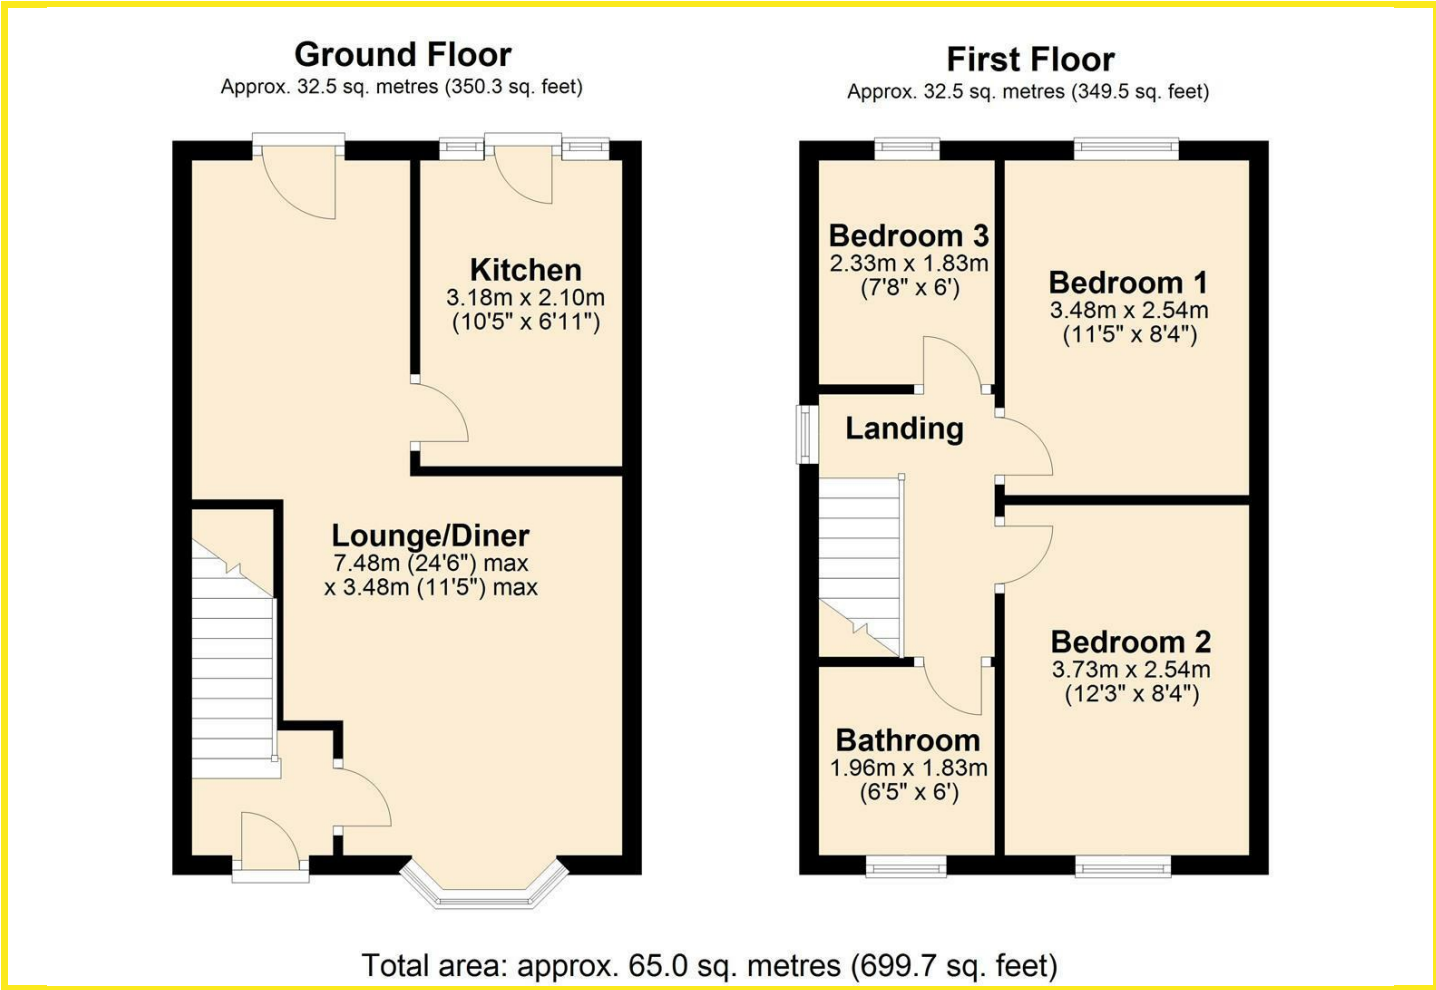 Ground Floor
Approx. 32.5 sq. metres (350.3 sq. feet)
Kitchen
3.18m x 2.10m
(10'5" x 6'11")
Lounge/Diner
7.48m (24'6") max
x 3.48m (11'5") max
First Floor
Approx. 32.5 sq. metres (349.5 sq. feet)
Bedroom 3
2.33m x 1.83m
(7'8" x 6')
Bedroom 1
3.48m x 2.54m
(11'5" x 8'4")
Landing
Bedroom 2
3.73m x 2.54m
(12'3" x 8'4")
Bathroom
1.96m x 1.83m
(6'5" x 6')
Total area: approx. 65.0 sq. metres (699.7 sq. feet)